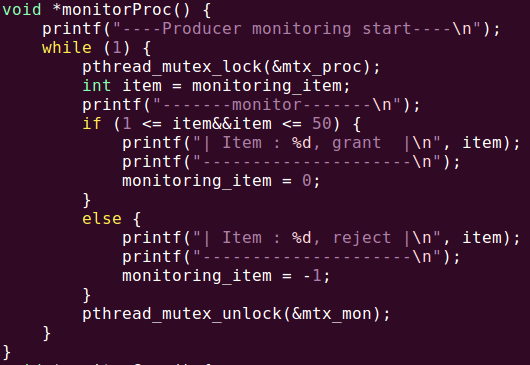 void *monitorProc() {
    printf("----Producer monitoring start----\n");
    while (1) {
        pthread_mutex_lock(&mtx_proc);
        int item = monitoring_item;
        printf("-------monitor-------\n");
        if (1 <= item&&item <= 50) {
            printf("| Item : %d, grant  |\n", item);
            printf("---------------------\n");
            monitoring_item = 0;
        }
        else {
            printf("| Item : %d, reject |\n", item);
            printf("---------------------\n");
            monitoring_item = -1;
        }
        pthread_mutex_unlock(&mtx_mon);
    }
}